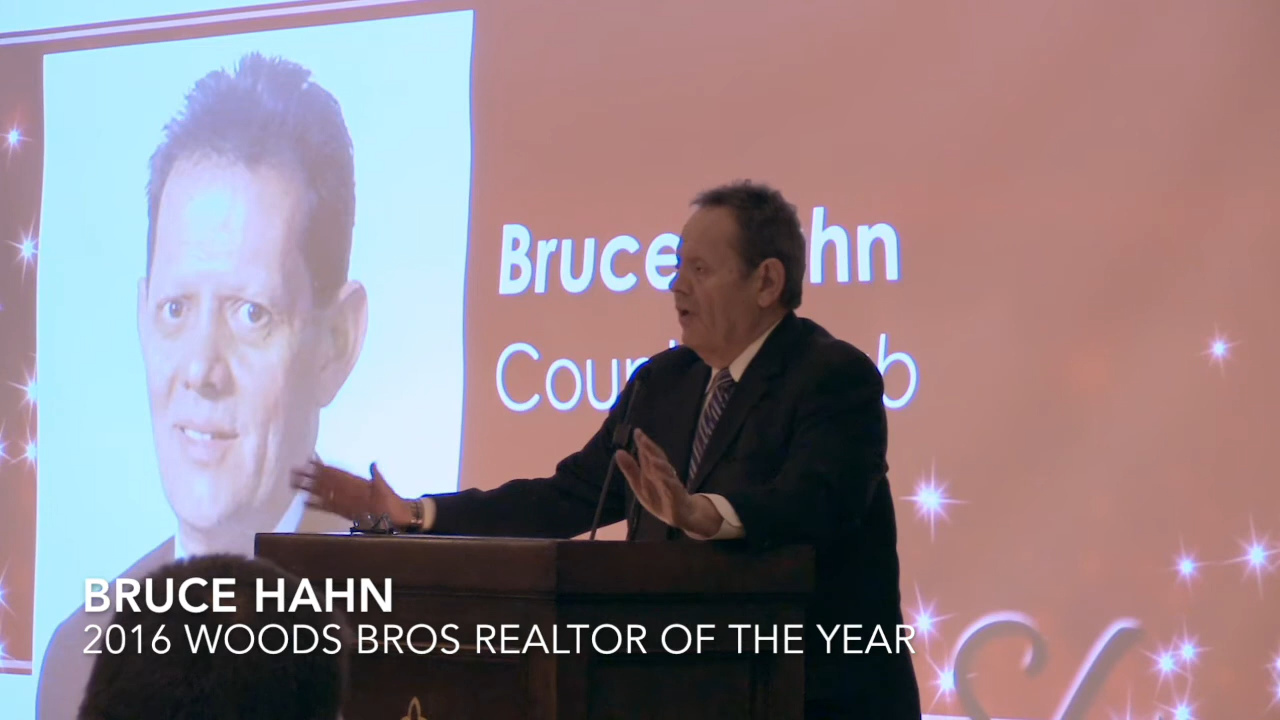 Bruce
hn
Coun
b
BRUCE HAHN
2016 WOODS BROS REALTOR OF THE YEAR